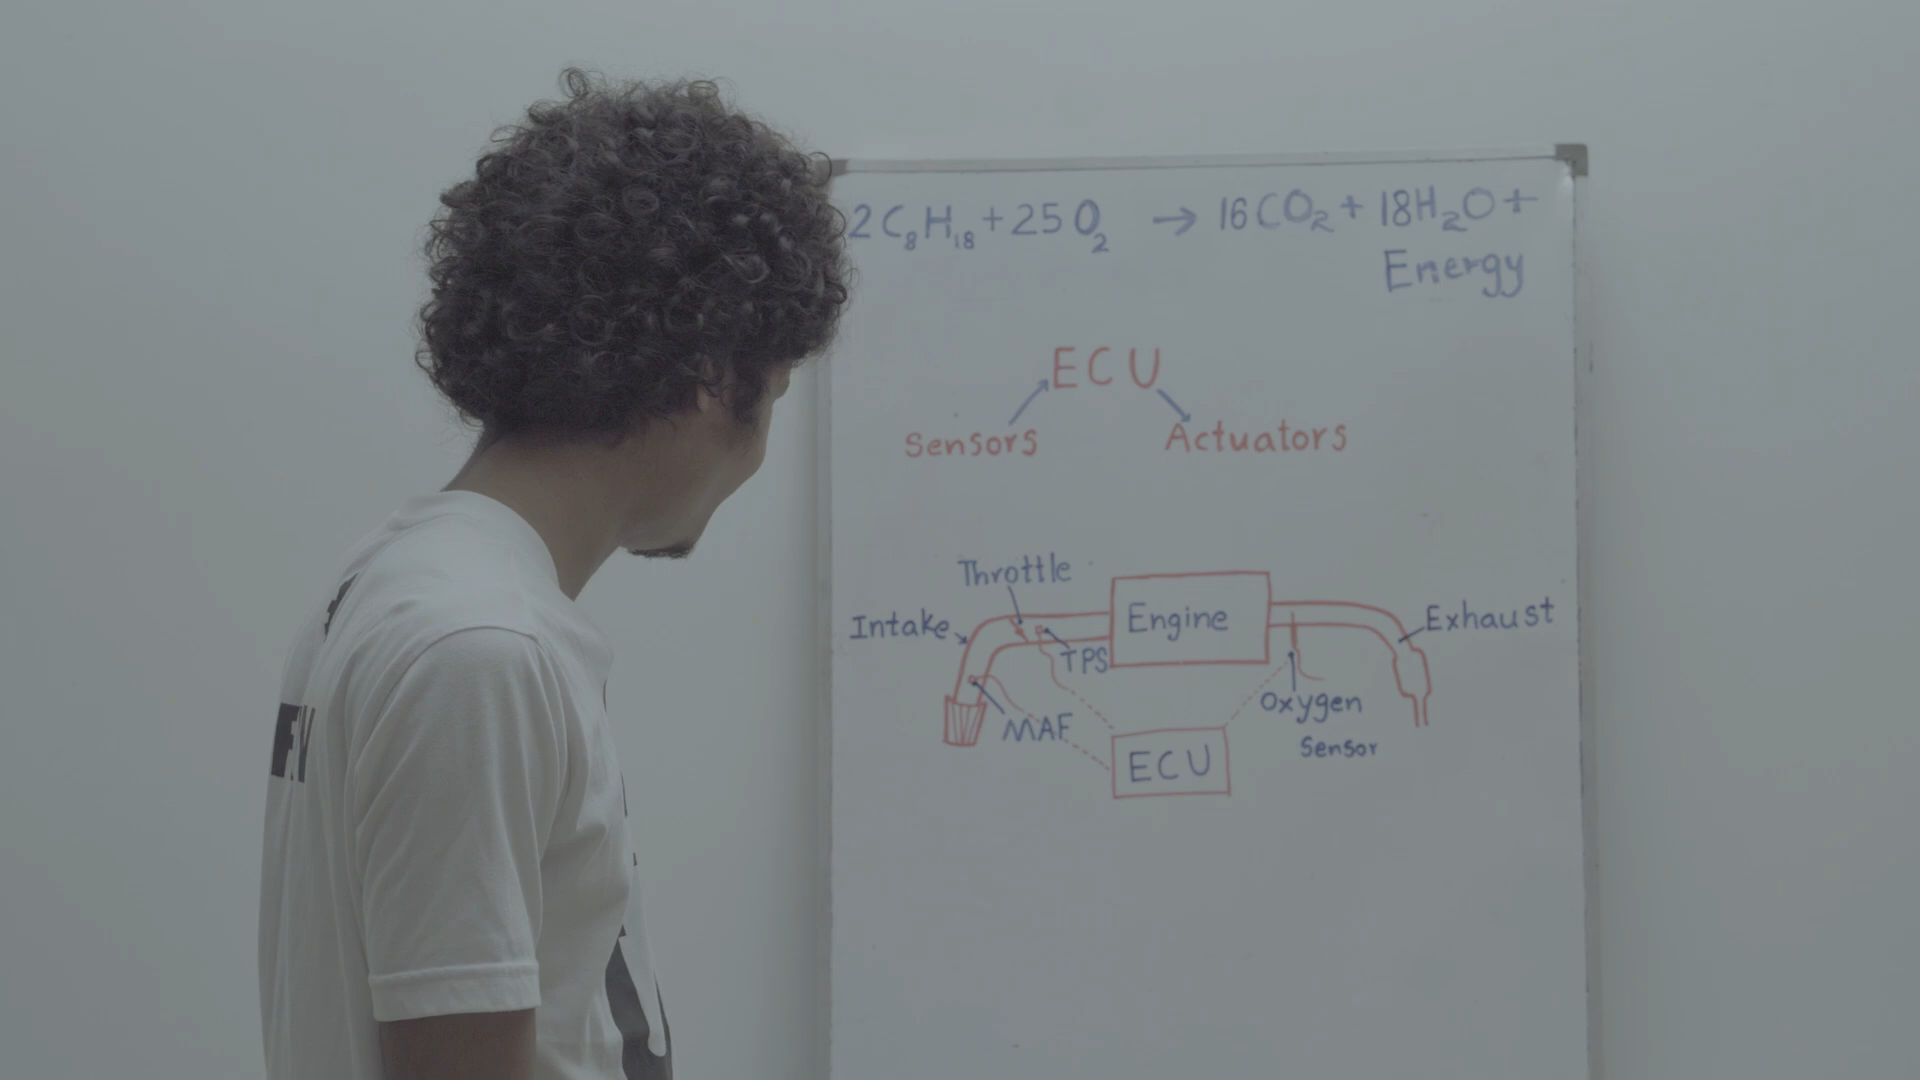 2C₈H₁₈+25O₂ → 16CO₂+18H₂O+
Energy
ECU
Sensors
Actuators
Throttle
Intake
Engine
Exhaust
TPS
Oxygen
Sensor
MAF
ECU